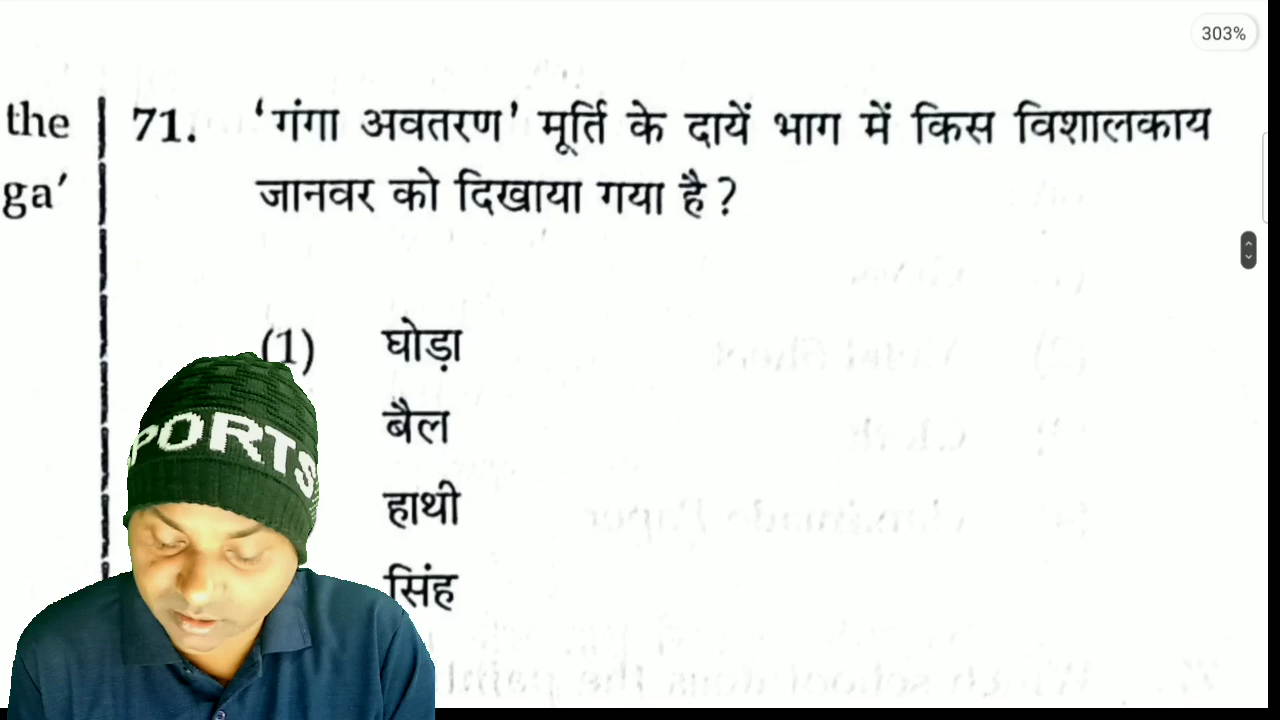 303%
the
ga'
71. 'गंगा अवतरण' मूर्ति के दायें भाग में किस विशालकाय
जानवर को दिखाया गया है ?
(1) घोड़ा
बैल
हाथी
सिंह
PORTS